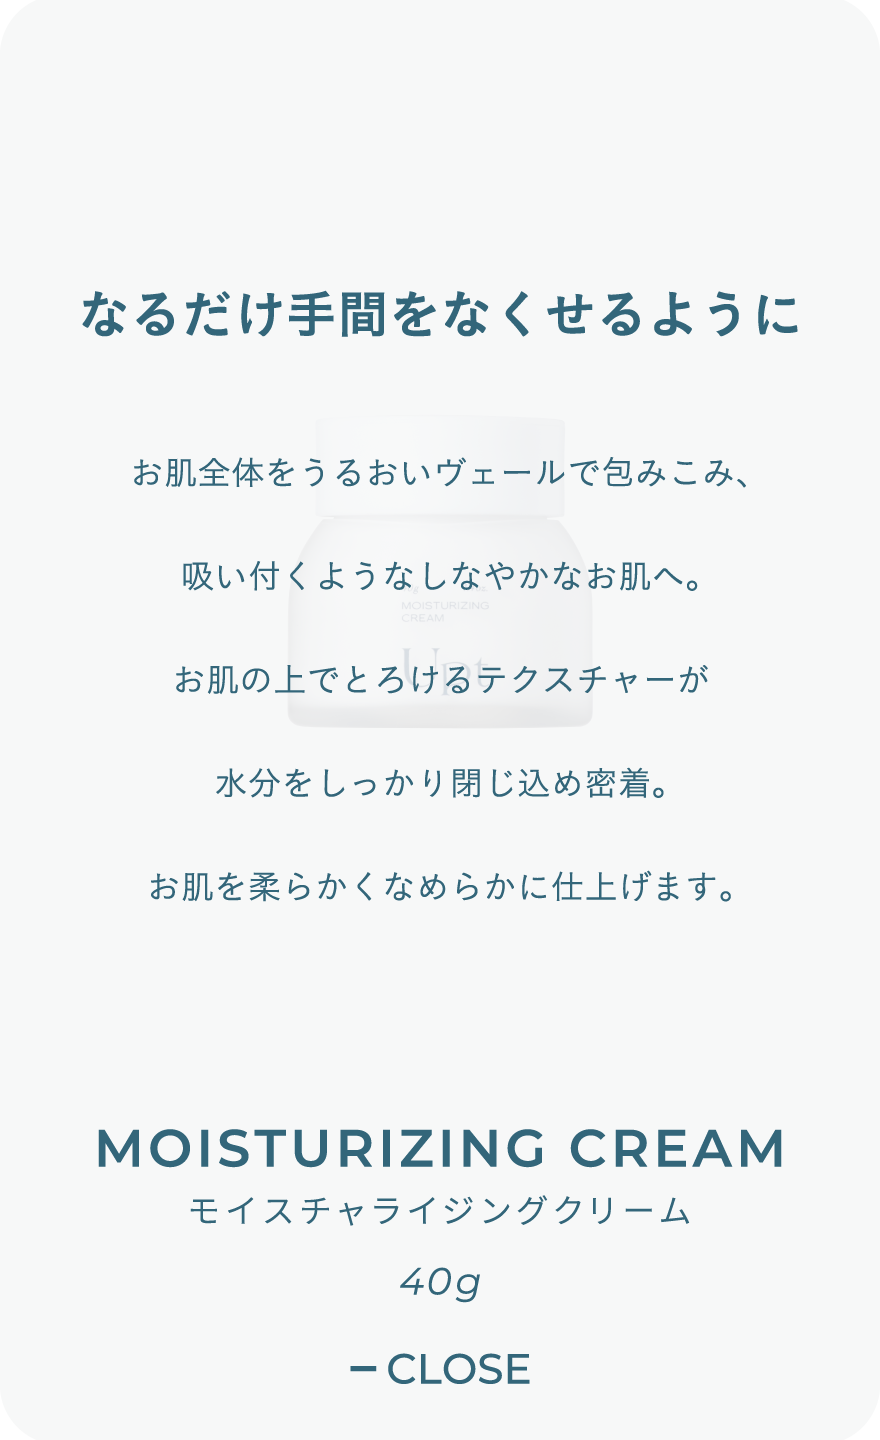 なるだけ手間をなくせるように
お肌全体をうるおいヴェールで包みこみ、
吸い付くようなしなやかなお肌へ。
MOISTURIZING
CREAM
Upt
お肌の上でとろけるテクスチャーが
水分をしっかり閉じ込め密着。
お肌を柔らかくなめらかに仕上げます。
MOISTURIZING CREAM
モイスチャライジングクリーム
40g
– CLOSE